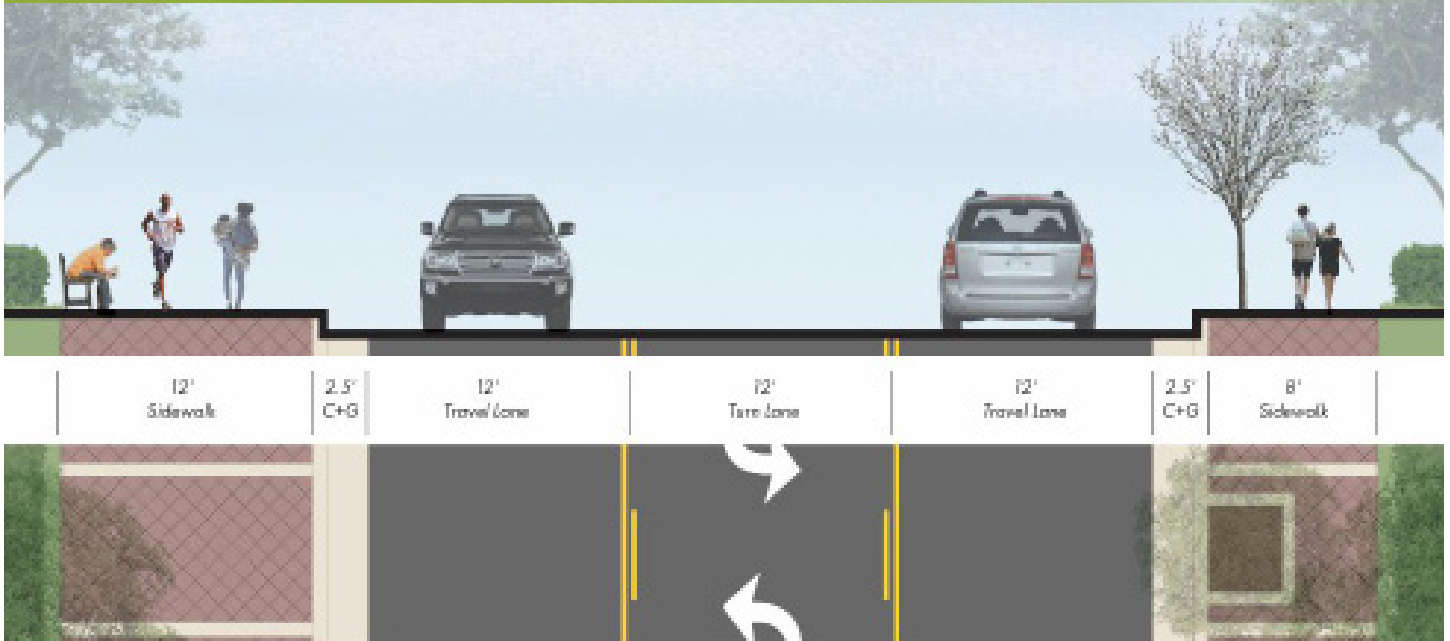 12'
Sidewalk
2.5'
C+G
12'
Travel Lane
12'
Turn Lane
12'
Travel Lane
2.5'
C+G
8'
Sidewalk